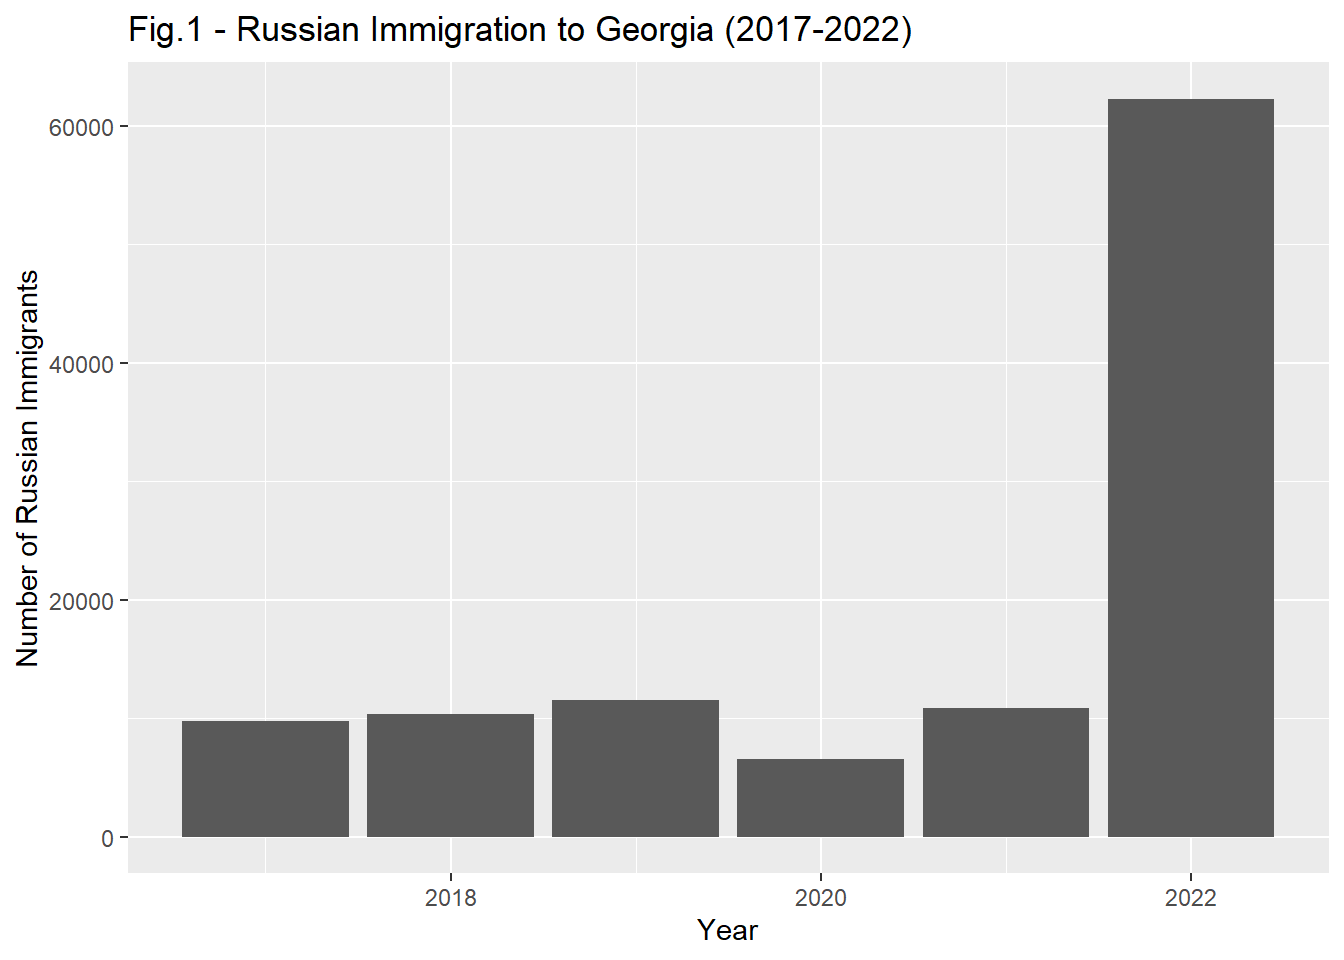 Fig.1 - Russian Immigration to Georgia (2017-2022)
Number of Russian Immigrants
60000
40000
20000
0
2018 2020 2022
Year